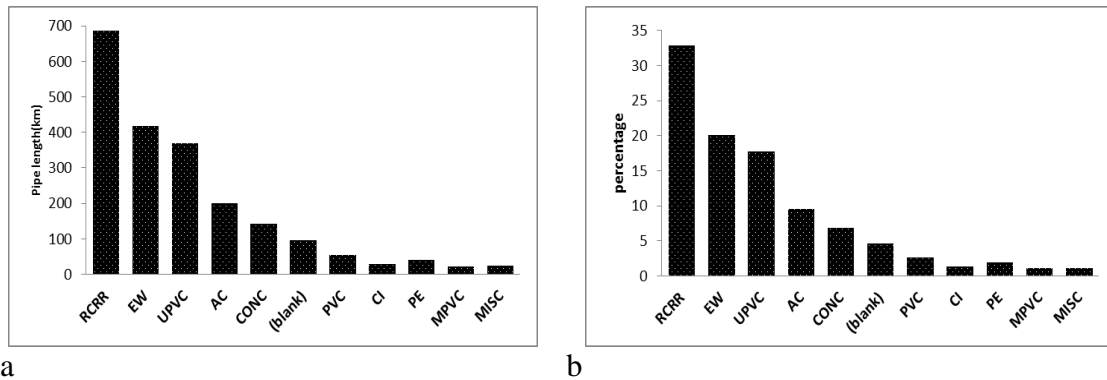 Pipe length(km)
700
600
500
400
300
200
100
0
RCRR
EW
UPVC
AC
CONC
(blank)
PVC
CI
PE
MPVC
MISC
a
percentage
35
30
25
20
15
10
5
0
RCRR
EW
UPVC
AC
CONC
(blank)
PVC
CI
PE
MPVC
MISC
b